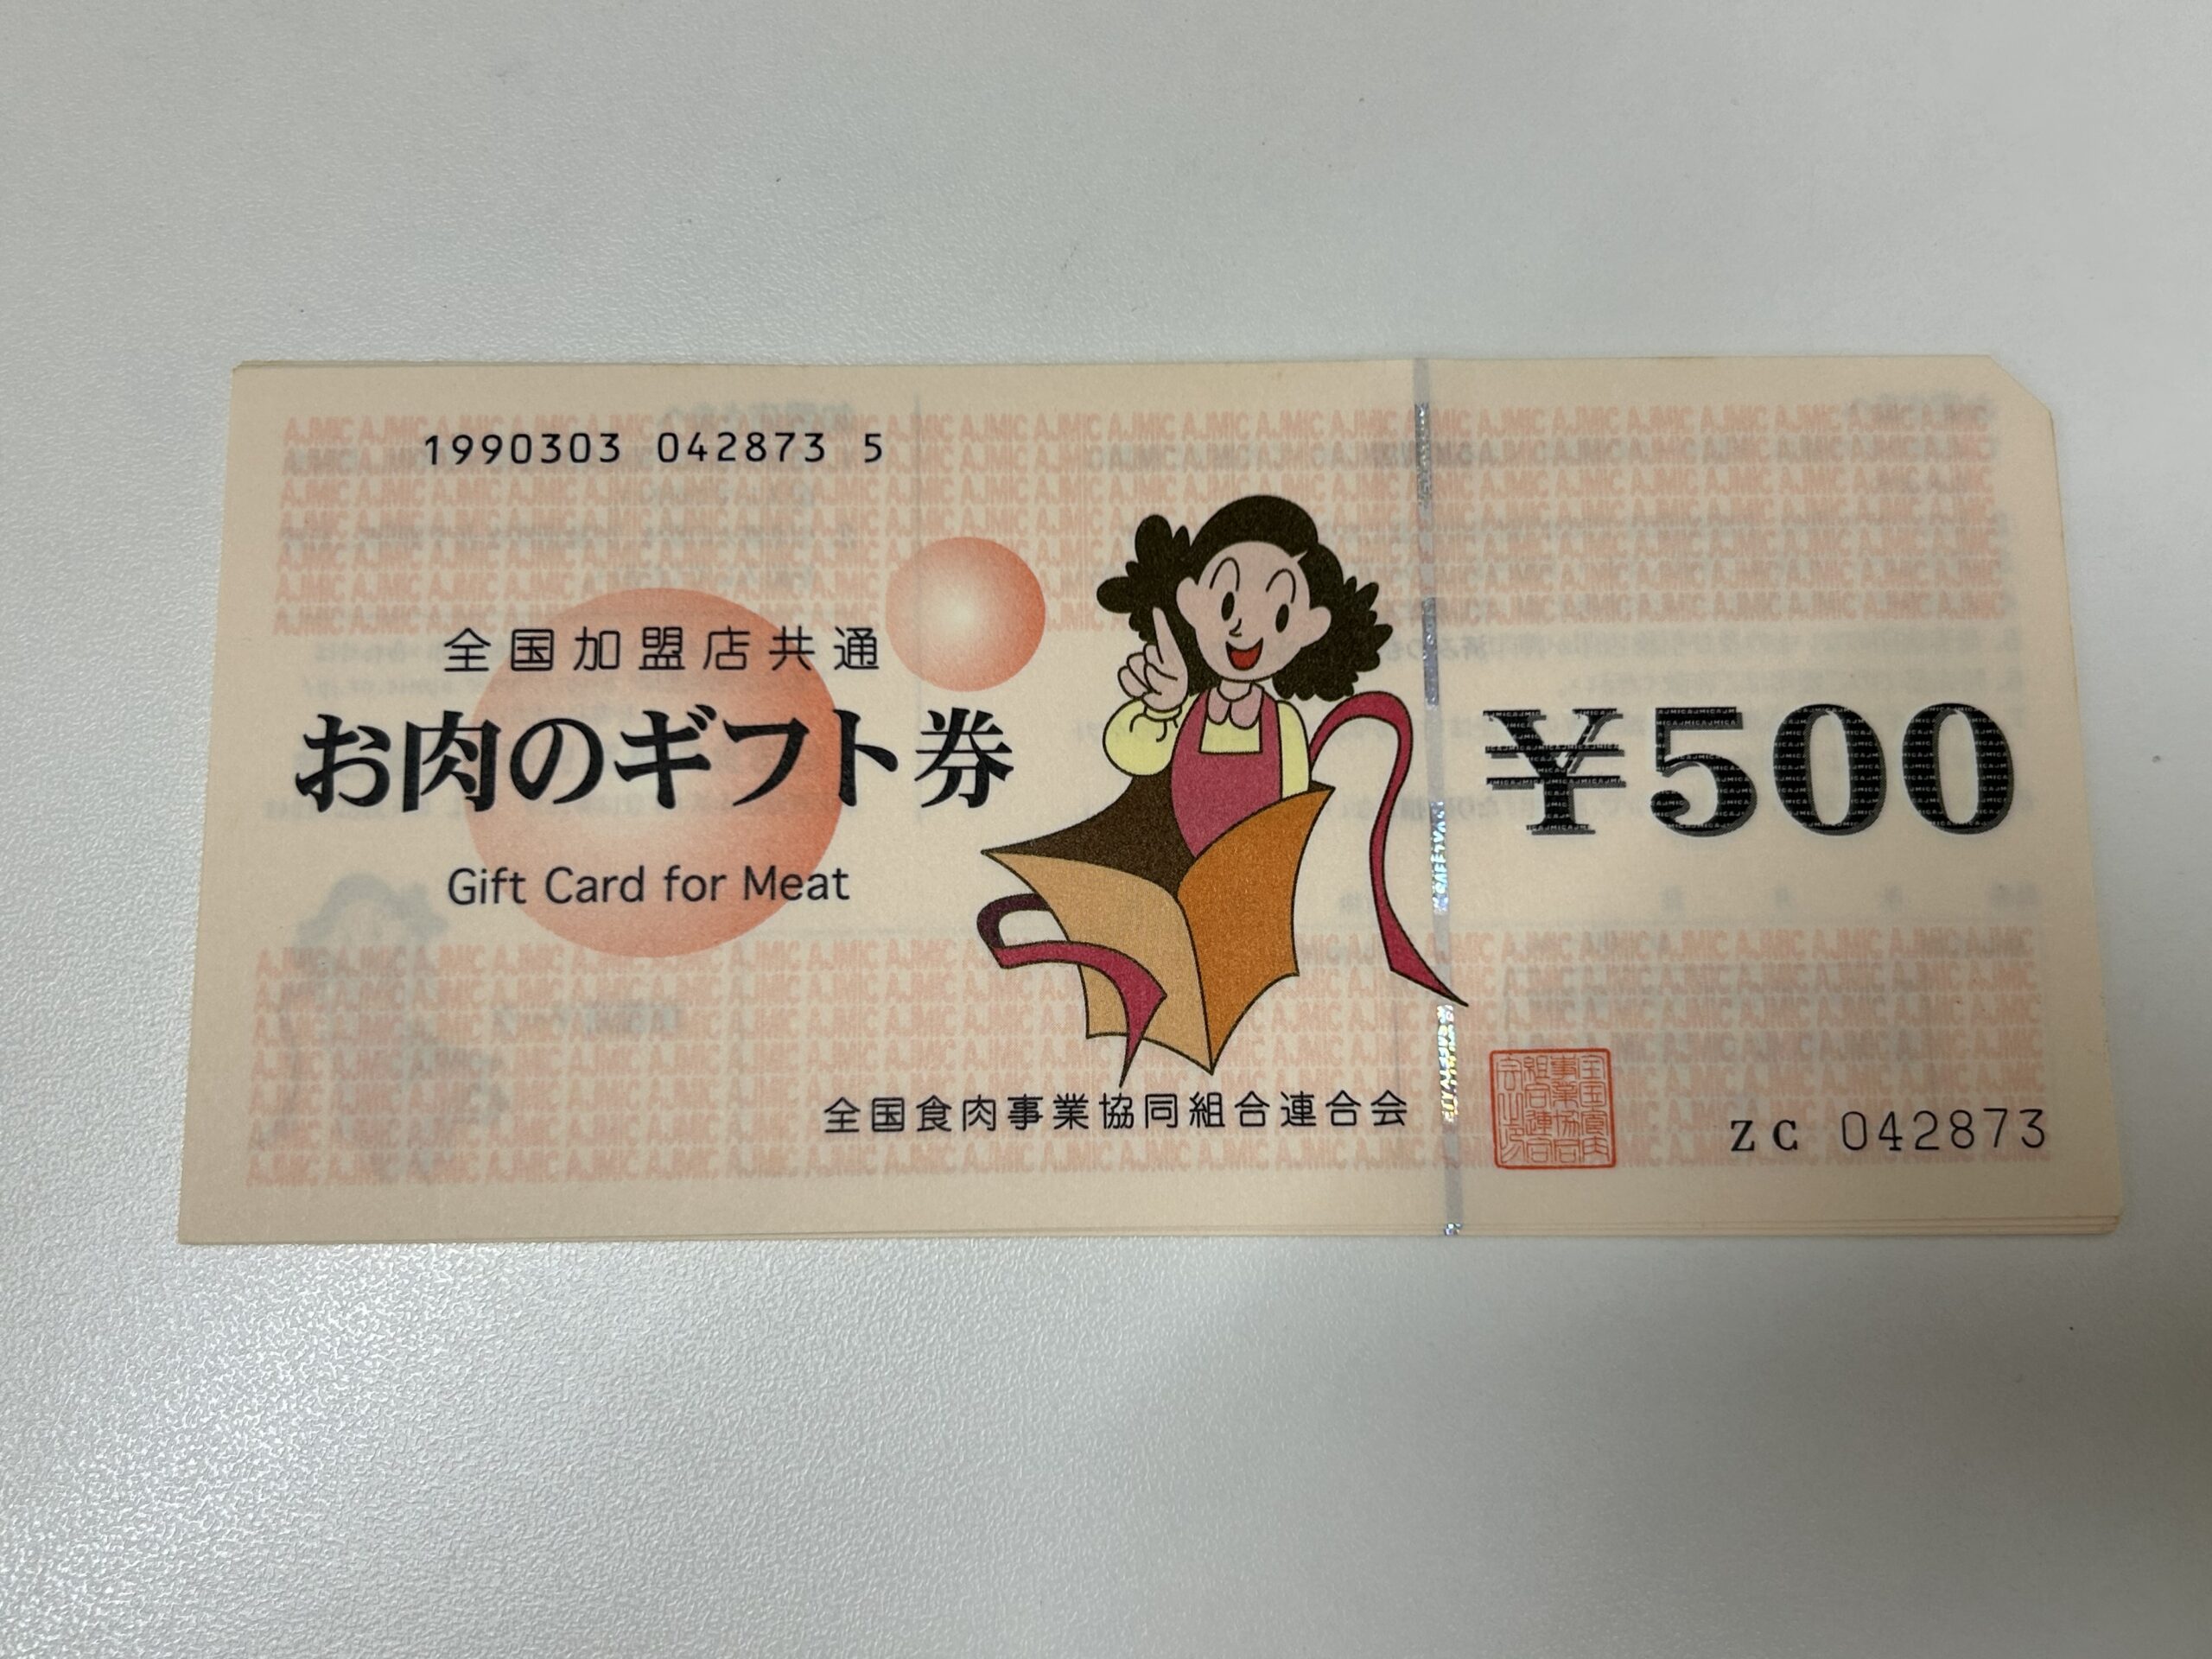 1990303 042873 5
全国加盟店共通
お肉のギフト券
Gift Card for Meat
¥500
全国食肉事業協同組合連合会
ZC 042873